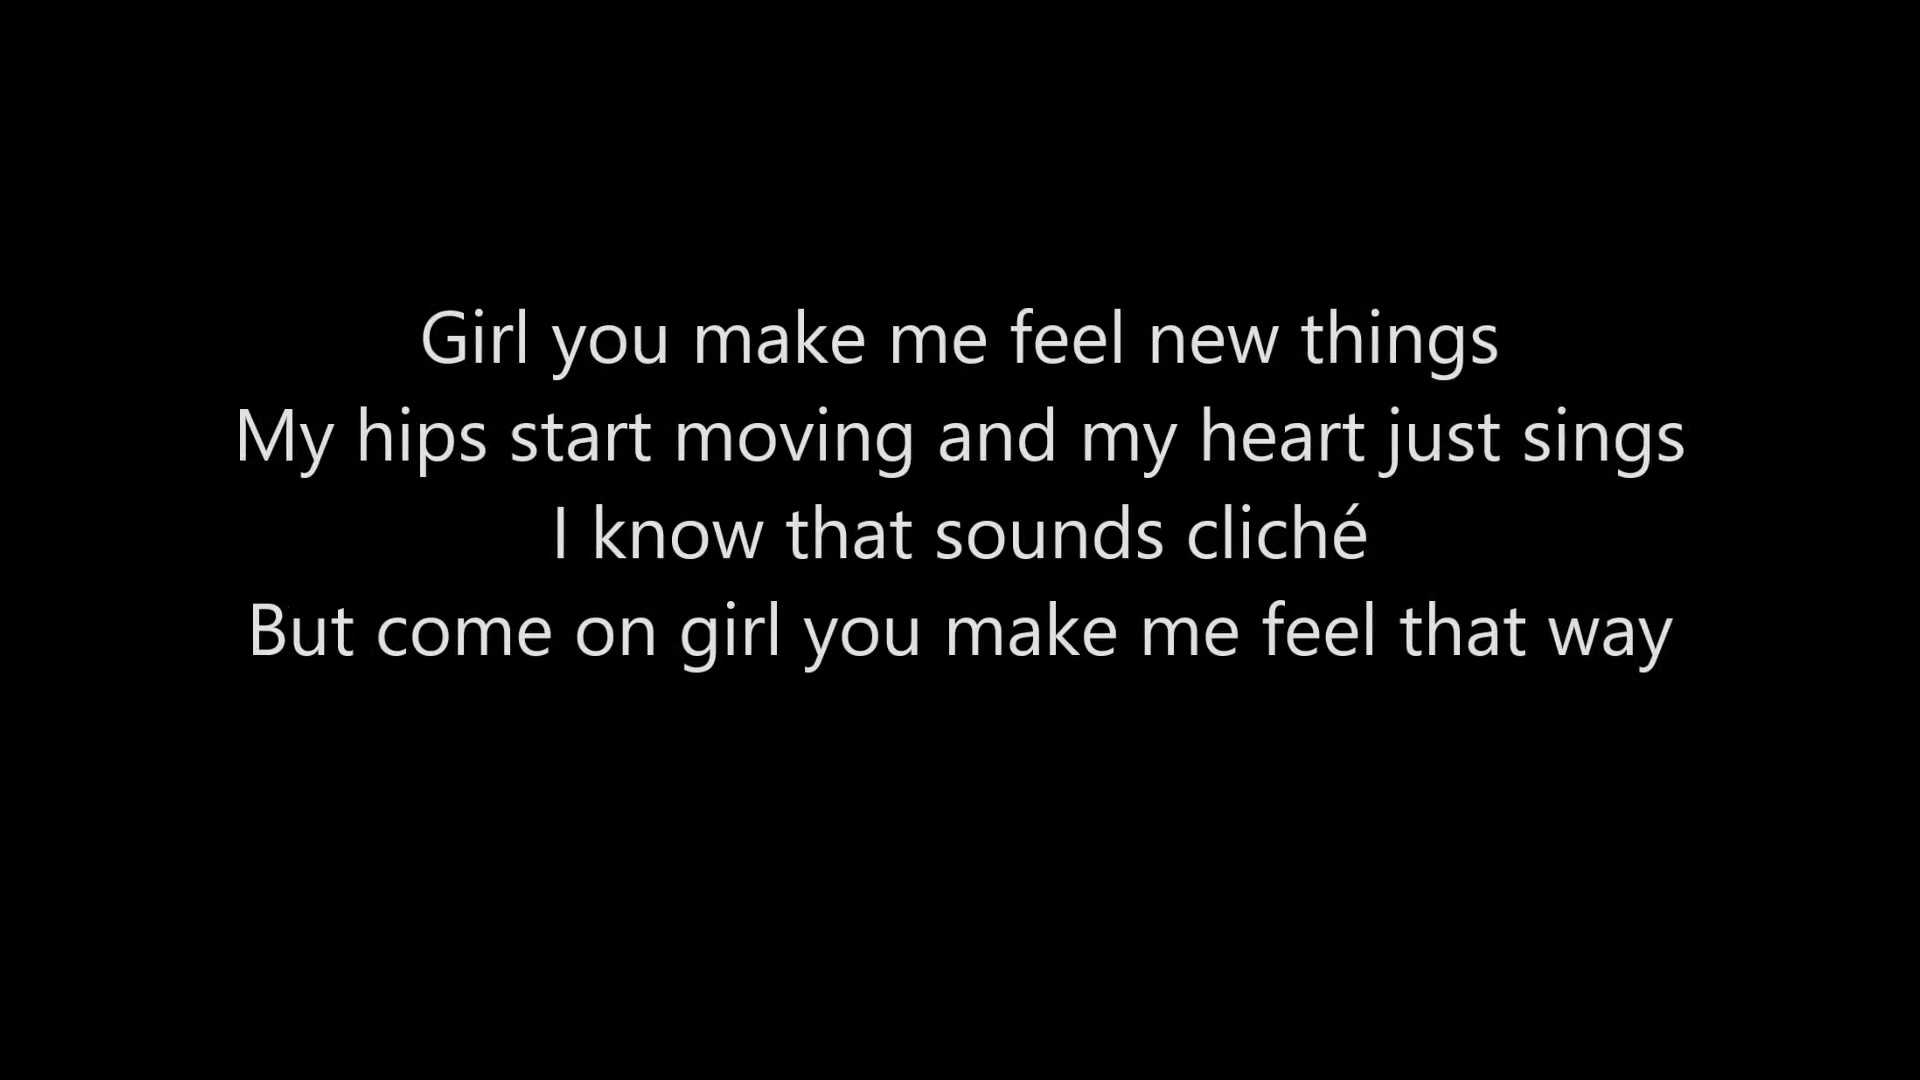 Girl you make me feel new things
My hips start moving and my heart just sings
I know that sounds cliché
But come on girl you make me feel that way